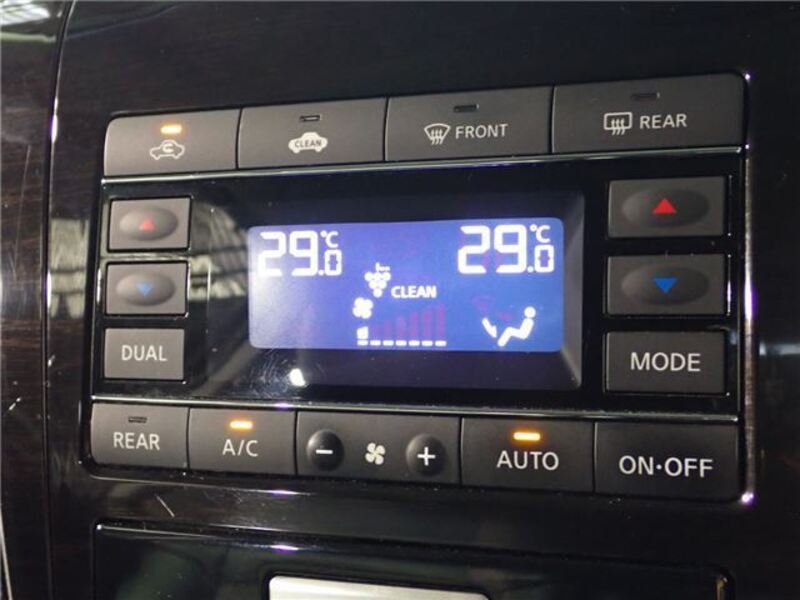 CLEAN
FRONT
REAR
29.0℃
29.0℃
CLEAN
DUAL
MODE
REAR
A/C
- +
AUTO
ON·OFF